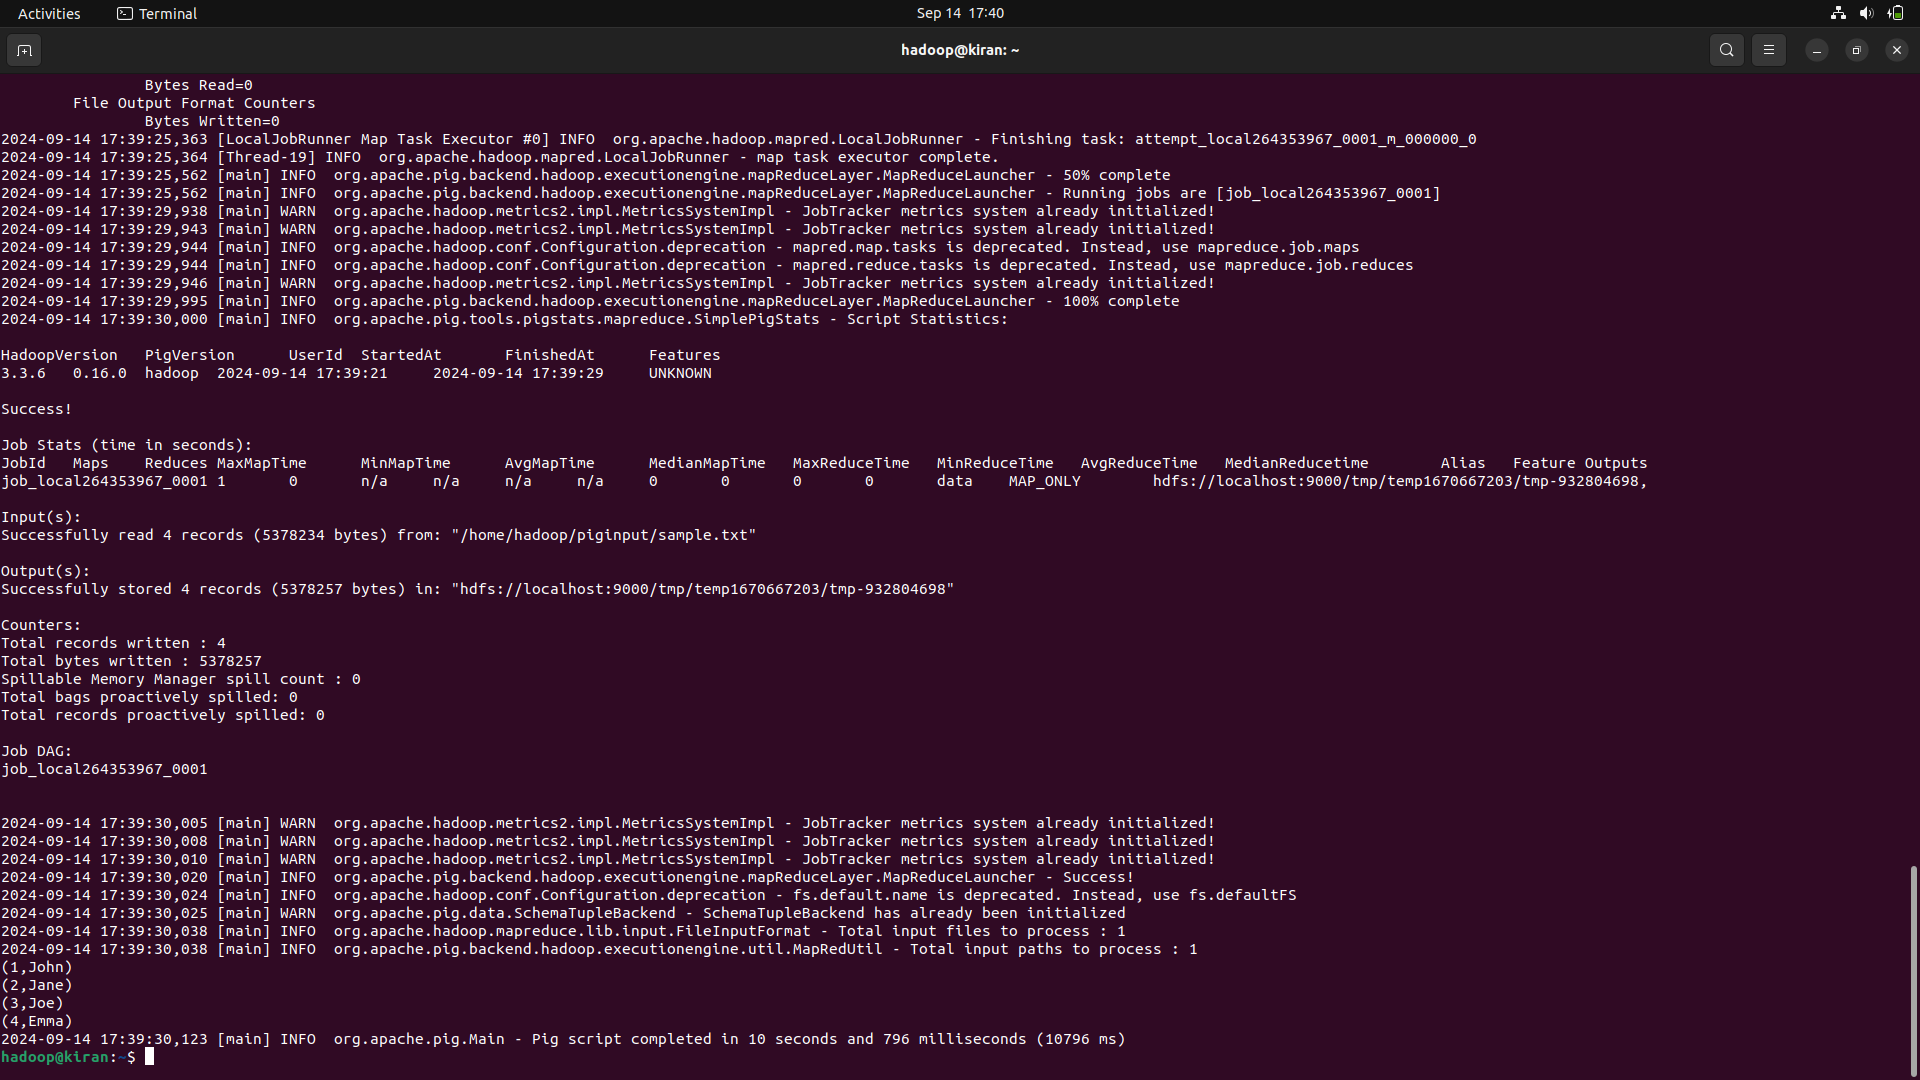 Activities Terminal Sep 14 17:40
hadoop@kiran: ~
Bytes Read=0
File Output Format Counters
Bytes Written=0
2024-09-14 17:39:25,363 [LocalJobRunner Map Task Executor #0] INFO  org.apache.hadoop.mapred.LocalJobRunner - Finishing task: attempt_local264353967_0001_m_000000_0
2024-09-14 17:39:25,364 [Thread-19] INFO  org.apache.hadoop.mapred.LocalJobRunner - map task executor complete.
2024-09-14 17:39:25,562 [main] INFO  org.apache.pig.backend.hadoop.executionengine.mapReduceLayer.MapReduceLauncher - 50% complete
2024-09-14 17:39:25,562 [main] INFO  org.apache.pig.backend.hadoop.executionengine.mapReduceLayer.MapReduceLauncher - Running jobs are [job_local264353967_0001]
2024-09-14 17:39:29,938 [main] WARN  org.apache.hadoop.metrics2.impl.MetricsSystemImpl - JobTracker metrics system already initialized!
2024-09-14 17:39:29,943 [main] WARN  org.apache.hadoop.metrics2.impl.MetricsSystemImpl - JobTracker metrics system already initialized!
2024-09-14 17:39:29,944 [main] INFO  org.apache.hadoop.conf.Configuration.deprecation - mapred.map.tasks is deprecated. Instead, use mapreduce.job.maps
2024-09-14 17:39:29,944 [main] INFO  org.apache.hadoop.conf.Configuration.deprecation - mapred.reduce.tasks is deprecated. Instead, use mapreduce.job.reduces
2024-09-14 17:39:29,946 [main] WARN  org.apache.hadoop.metrics2.impl.MetricsSystemImpl - JobTracker metrics system already initialized!
2024-09-14 17:39:29,995 [main] INFO  org.apache.pig.backend.hadoop.executionengine.mapReduceLayer.MapReduceLauncher - 100% complete
2024-09-14 17:39:30,000 [main] INFO  org.apache.pig.tools.pigstats.mapreduce.SimplePigStats - Script Statistics:
HadoopVersion PigVersion UserId StartedAt FinishedAt Features
3.3.6 0.16.0 hadoop 2024-09-14 17:39:21 2024-09-14 17:39:29 UNKNOWN
Success!
Job Stats (time in seconds):
JobId Maps Reduces MaxMapTime MinMapTime AvgMapTime MedianMapTime MaxReduceTime MinReduceTime AvgReduceTime MedianReducetime Alias Feature Outputs
job_local264353967_0001 1 0 n/a n/a n/a n/a 0 0 0 0 data MAP_ONLY hdfs://localhost:9000/tmp/temp1670667203/tmp-932804698,
Input(s):
Successfully read 4 records (5378234 bytes) from: "/home/hadoop/piginput/sample.txt"
Output(s):
Successfully stored 4 records (5378257 bytes) in: "hdfs://localhost:9000/tmp/temp1670667203/tmp-932804698"
Counters:
Total records written : 4
Total bytes written : 5378257
Spillable Memory Manager spill count : 0
Total bags proactively spilled: 0
Total records proactively spilled: 0
Job DAG:
job_local264353967_0001
2024-09-14 17:39:30,005 [main] WARN  org.apache.hadoop.metrics2.impl.MetricsSystemImpl - JobTracker metrics system already initialized!
2024-09-14 17:39:30,008 [main] WARN  org.apache.hadoop.metrics2.impl.MetricsSystemImpl - JobTracker metrics system already initialized!
2024-09-14 17:39:30,010 [main] WARN  org.apache.hadoop.metrics2.impl.MetricsSystemImpl - JobTracker metrics system already initialized!
2024-09-14 17:39:30,020 [main] INFO  org.apache.pig.backend.hadoop.executionengine.mapReduceLayer.MapReduceLauncher - Success!
2024-09-14 17:39:30,024 [main] INFO  org.apache.hadoop.conf.Configuration.deprecation - fs.default.name is deprecated. Instead, use fs.defaultFS
2024-09-14 17:39:30,025 [main] WARN  org.apache.pig.data.SchemaTupleBackend - SchemaTupleBackend has already been initialized
2024-09-14 17:39:30,038 [main] INFO  org.apache.hadoop.mapreduce.lib.input.FileInputFormat - Total input files to process : 1
2024-09-14 17:39:30,038 [main] INFO  org.apache.pig.backend.hadoop.executionengine.util.MapRedUtil - Total input paths to process : 1
(1,John)
(2,Jane)
(3,Joe)
(4,Emma)
2024-09-14 17:39:30,123 [main] INFO  org.apache.pig.Main - Pig script completed in 10 seconds and 796 milliseconds (10796 ms)
hadoop@kiran:~$